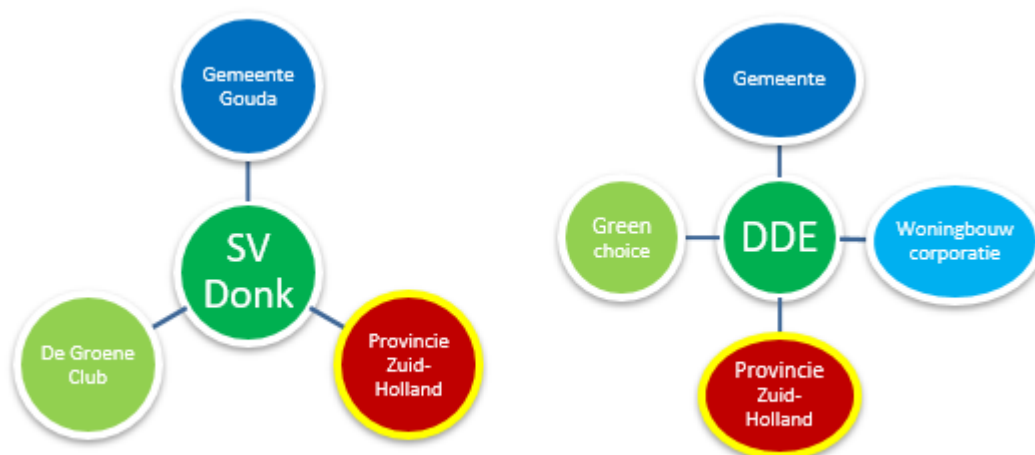 Gemeente
Gouda
SV
Donk
De Groene
Club
Provincie
Zuid-
Holland
Gemeente
Green
choice
DDE
Woningbouw
corporatie
Provincie
Zuid-
Holland